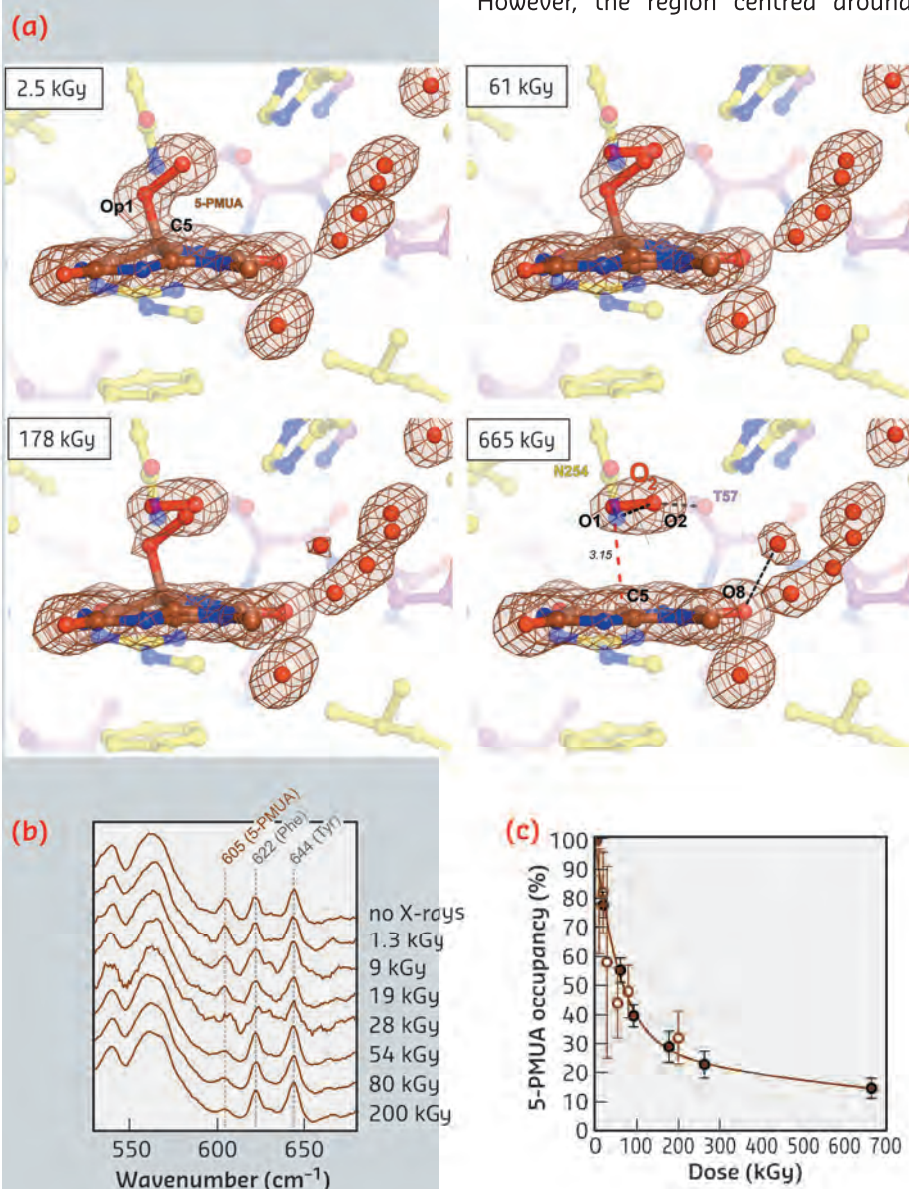 However, the region centred around
(a)
2.5 kGy
61 kGy
Op1
5-PMUA
C5
178 kGy
665 kGy
N254
O2
T57
O1
O2
3.15
C5
O8
(b)
605 (5-PMUA)
622 (Phe)
644 (Tyr)
no X-rays
1.3 kGy
9 kGy
19 kGy
28 kGy
54 kGy
80 kGy
200 kGy
550
600
650
Wavenumber (cm⁻¹)
(c)
5-PMUA occupancy (%)
100
90
80
70
60
50
40
30
20
10
0
0 100 200 300 400 500 600 700
Dose (kGy)